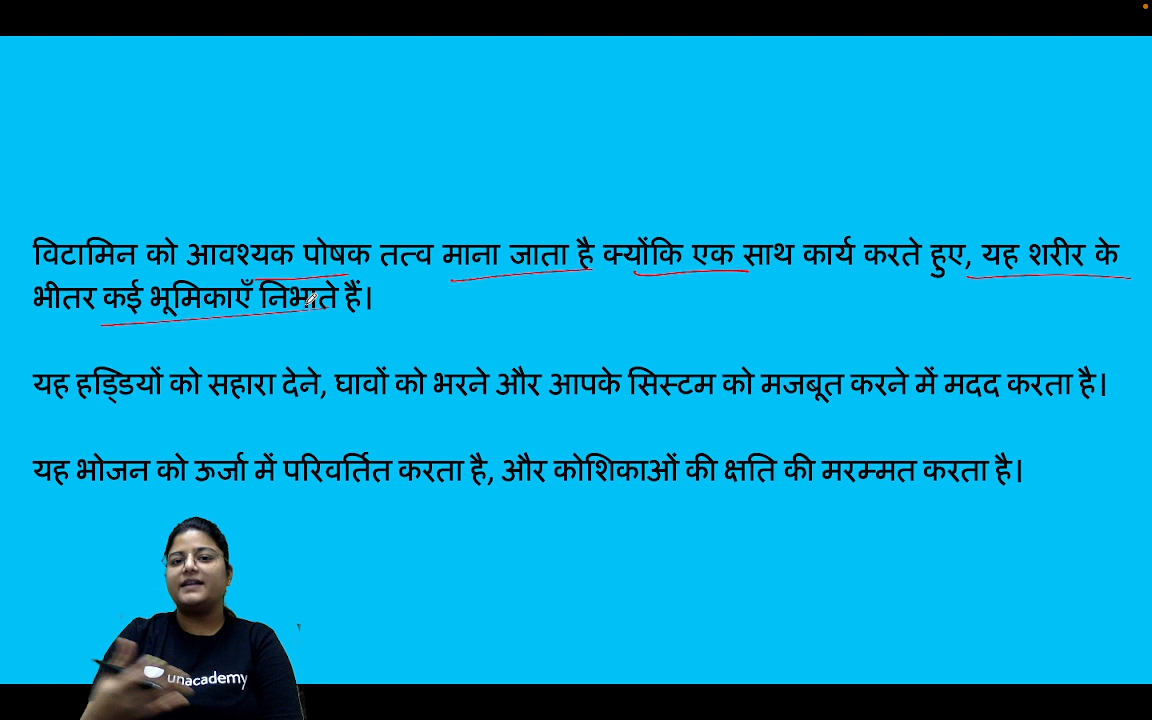 विटामिन को आवश्यक पोषक तत्व माना जाता है क्योंकि एक साथ कार्य करते हुए, यह शरीर के
भीतर कई भूमिकाएँ निभाते हैं।
यह हड्डियों को सहारा देने, घावों को भरने और आपके सिस्टम को मजबूत करने में मदद करता है।
यह भोजन को ऊर्जा में परिवर्तित करता है, और कोशिकाओं की क्षति की मरम्मत करता है।
unacademy